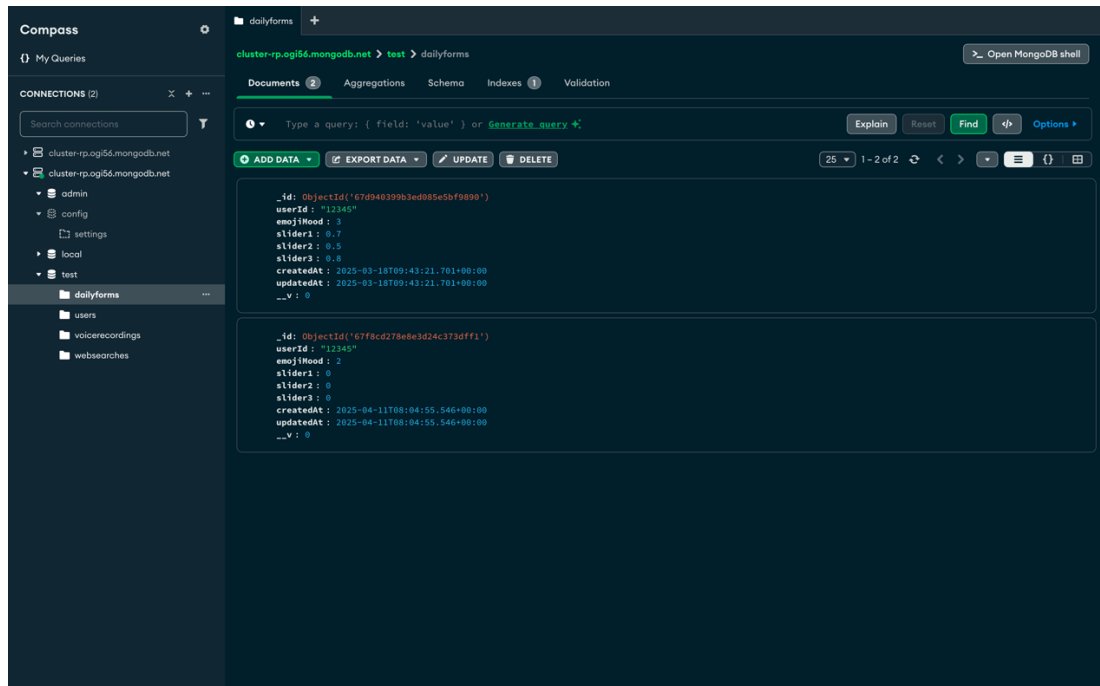 Compass
My Queries
CONNECTIONS (2)
Search connections
cluster-rp.ogi56.mongodb.net
cluster-rp.ogi56.mongodb.net
admin
config
settings
local
test
dailyforms
users
voicerecordings
websearches
dailyforms
cluster-rp.ogi56.mongodb.net > test > dailyforms
>_ Open MongoDB shell
Documents 2 Aggregations Schema Indexes 1 Validation
Type a query: { field: 'value' } or Generate query
Explain Reset Find </> Options
ADD DATA EXPORT DATA UPDATE DELETE
25 1 – 2 of 2
_id: ObjectId('67d940399b3ed085e5bf9890')
userId : "12345"
emojiMood : 3
slider1 : 0.7
slider2 : 0.5
slider3 : 0.8
createdAt : 2025-03-18T09:43:21.701+00:00
updatedAt : 2025-03-18T09:43:21.701+00:00
__v : 0
_id: ObjectId('67f8cd278e8e3d24c373dff1')
userId : "12345"
emojiMood : 2
slider1 : 0
slider2 : 0
slider3 : 0
createdAt : 2025-04-11T08:04:55.546+00:00
updatedAt : 2025-04-11T08:04:55.546+00:00
__v : 0